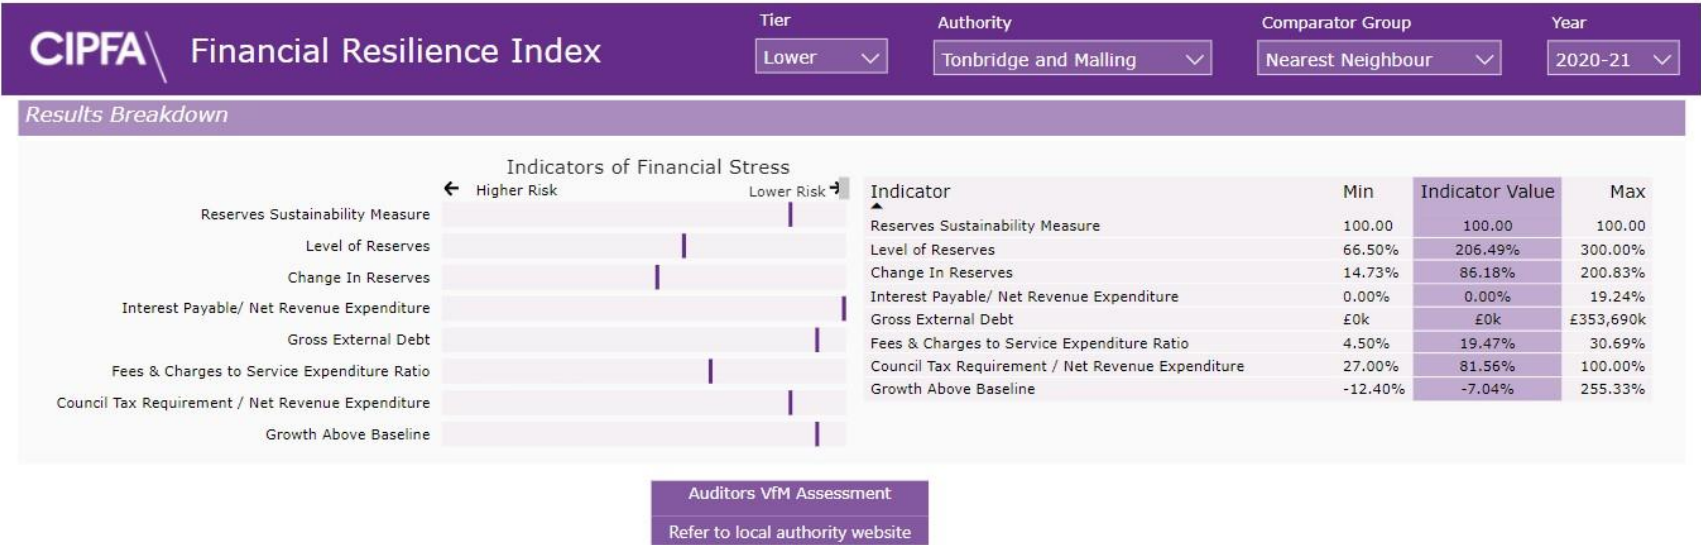 Tier Authority Comparator Group Year
CIPFA\ Financial Resilience Index
Lower Tonbridge and Malling Nearest Neighbour 2020-21
Results Breakdown
Indicators of Financial Stress
← Higher Risk Lower Risk →
Reserves Sustainability Measure
Level of Reserves
Change In Reserves
Interest Payable/ Net Revenue Expenditure
Gross External Debt
Fees & Charges to Service Expenditure Ratio
Council Tax Requirement / Net Revenue Expenditure
Growth Above Baseline
Indicator Min Indicator Value Max
Reserves Sustainability Measure 100.00 100.00 100.00
Level of Reserves 66.50% 206.49% 300.00%
Change In Reserves 14.73% 86.18% 200.83%
Interest Payable/ Net Revenue Expenditure 0.00% 0.00% 19.24%
Gross External Debt £0k £0k £353,690k
Fees & Charges to Service Expenditure Ratio 4.50% 19.47% 30.69%
Council Tax Requirement / Net Revenue Expenditure 27.00% 81.56% 100.00%
Growth Above Baseline -12.40% -7.04% 255.33%
Auditors VfM Assessment
Refer to local authority website